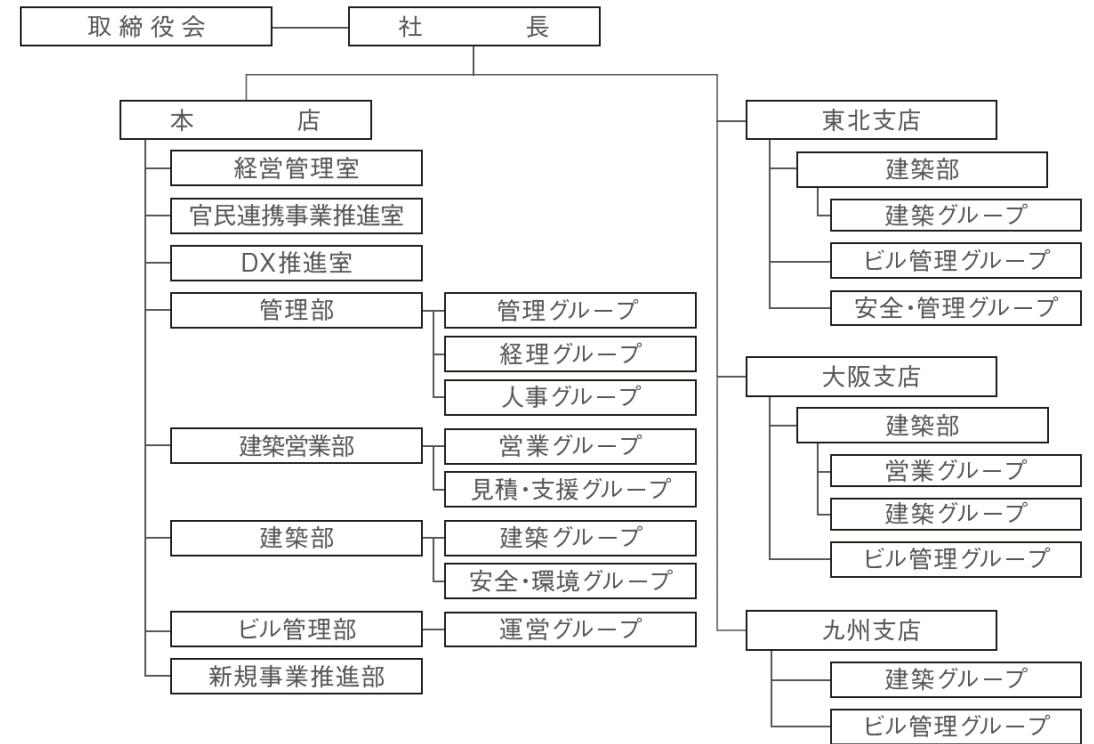 取締役会
社長
本店
経営管理室
官民連携事業推進室
DX推進室
管理部
管理グループ
経理グループ
人事グループ
建築営業部
営業グループ
見積・支援グループ
建築部
建築グループ
安全・環境グループ
ビル管理部
運営グループ
新規事業推進部
東北支店
建築部
建築グループ
ビル管理グループ
安全・管理グループ
大阪支店
建築部
営業グループ
建築グループ
ビル管理グループ
九州支店
建築グループ
ビル管理グループ